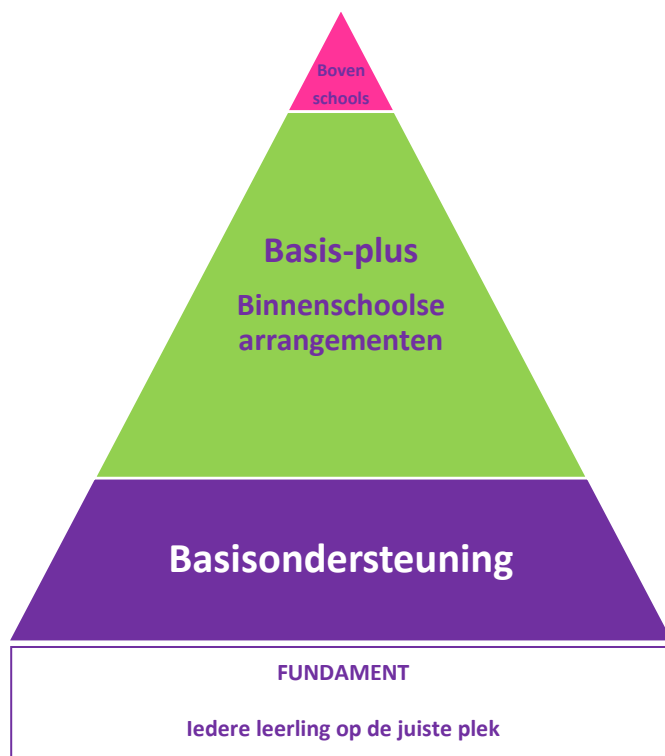 Boven
schools
Basis-plus
Binnenschoolse
arrangementen
Basisondersteuning
FUNDAMENT
Iedere leerling op de juiste plek